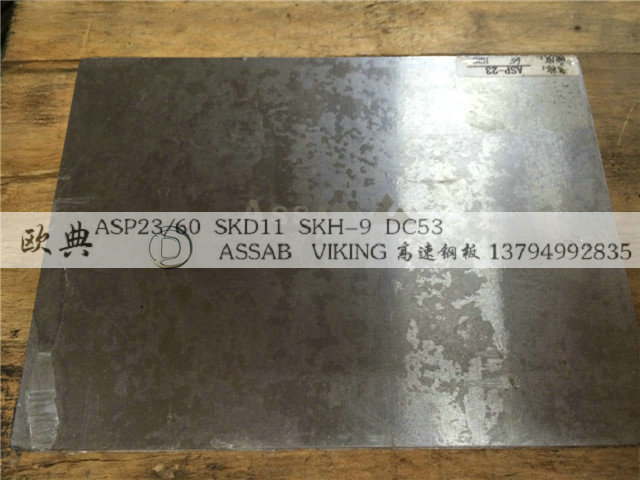 ASP-23
欧典
ASP23/60 SKD11 SKH-9 DC53
ASSAB VIKING 高速钢板 13794992835